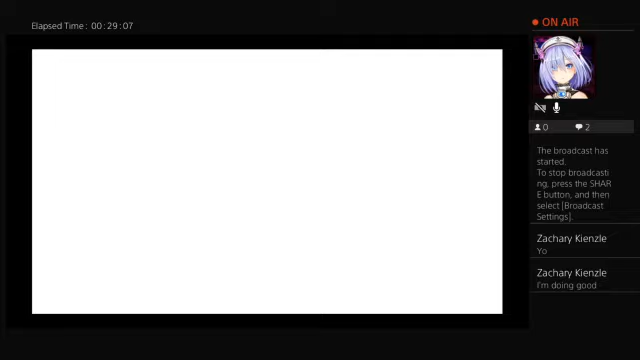 Elapsed Time : 00:29:07
ON AIR
0
2
The broadcast has
started.
To stop broadcasti
ng, press the SHAR
E button, and then
select [Broadcast
Settings].
Zachary Kienzle
Yo
Zachary Kienzle
I'm doing good